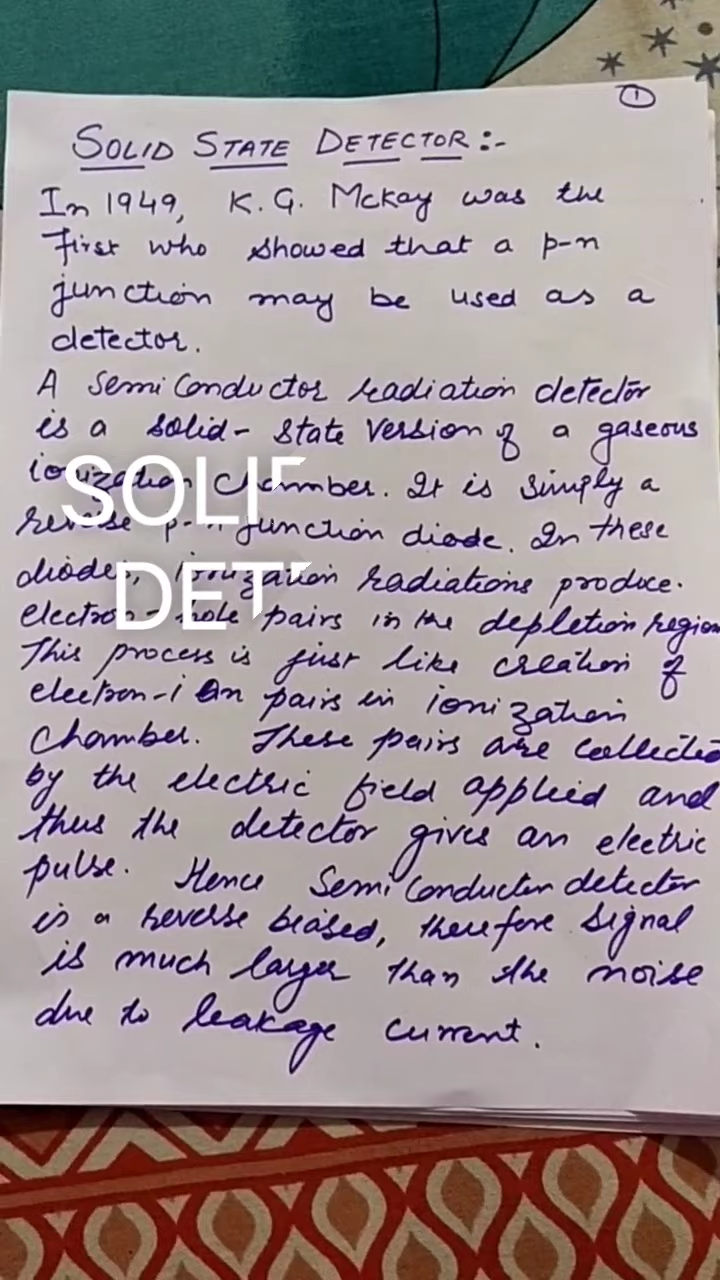 1
SOLID STATE DETECTOR :-
In 1949, K.G. Mckay was the
first who showed that a p-n
junction may be used as a
detector.
A semiconductor radiation detector
is a solid-state version of a gaseous
ionization chamber. It is simply a
reverse p-n junction diode. In these
SOLI
diodes, ionization radiations produce.
DET
electron-hole pairs in the depletion region
This process is just like creation of
electron-ion pairs in ionization
chamber. These pairs are
by the electric field applied and
thus the detector gives an electric
pulse. Hence semiconductor detector
is a reverse biased, therefore signal
is much larger than the noise
due to leakage current.